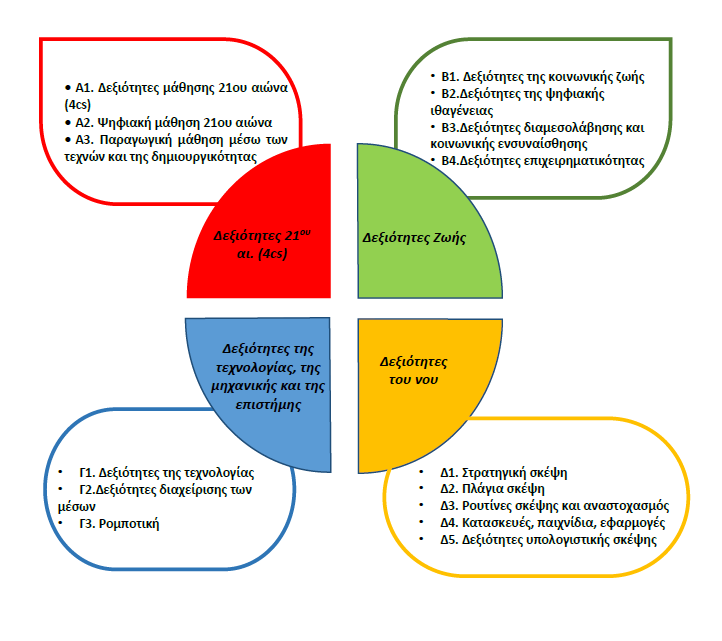 • Α1. Δεξιότητες μάθησης 21ου αιώνα
(4cs)
• Α2. Ψηφιακή μάθηση 21ου αιώνα
• Α3. Παραγωγική μάθηση μέσω των
τεχνών και της δημιουργικότητας
• Β1. Δεξιότητες της κοινωνικής ζωής
• Β2.Δεξιότητες της ψηφιακής
ιθαγένειας
• Β3.Δεξιότητες διαμεσολάβησης και
κοινωνικής ενσυναίσθησης
• Β4.Δεξιότητες επιχειρηματικότητας
Δεξιότητες 21ου
αι. (4cs)
Δεξιότητες Ζωής
Δεξιότητες της
τεχνολογίας, της
μηχανικής και της
επιστήμης
Δεξιότητες
του νου
• Γ1. Δεξιότητες της τεχνολογίας
• Γ2.Δεξιότητες διαχείρισης των
μέσων
• Γ3. Ρομποτική
• Δ1. Στρατηγική σκέψη
• Δ2. Πλάγια σκέψη
• Δ3. Ρουτίνες σκέψης και αναστοχασμός
• Δ4. Κατασκευές, παιχνίδια, εφαρμογές
• Δ5. Δεξιότητες υπολογιστικής σκέψης